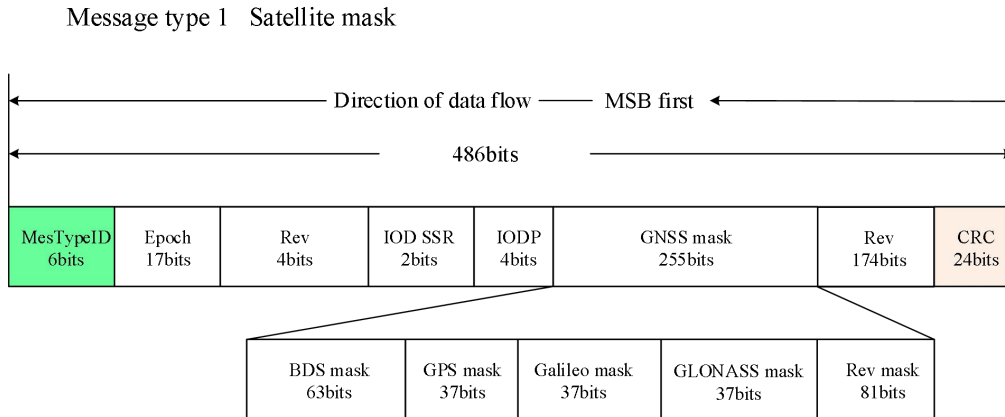 Message type 1 Satellite mask
Direction of data flow MSB first
486bits
MesTypeID Epoch Rev IOD SSR IODP GNSS mask Rev CRC
6bits 17bits 4bits 2bits 4bits 255bits 174bits 24bits
BDS mask GPS mask Galileo mask GLONASS mask Rev mask
63bits 37bits 37bits 37bits 81bits